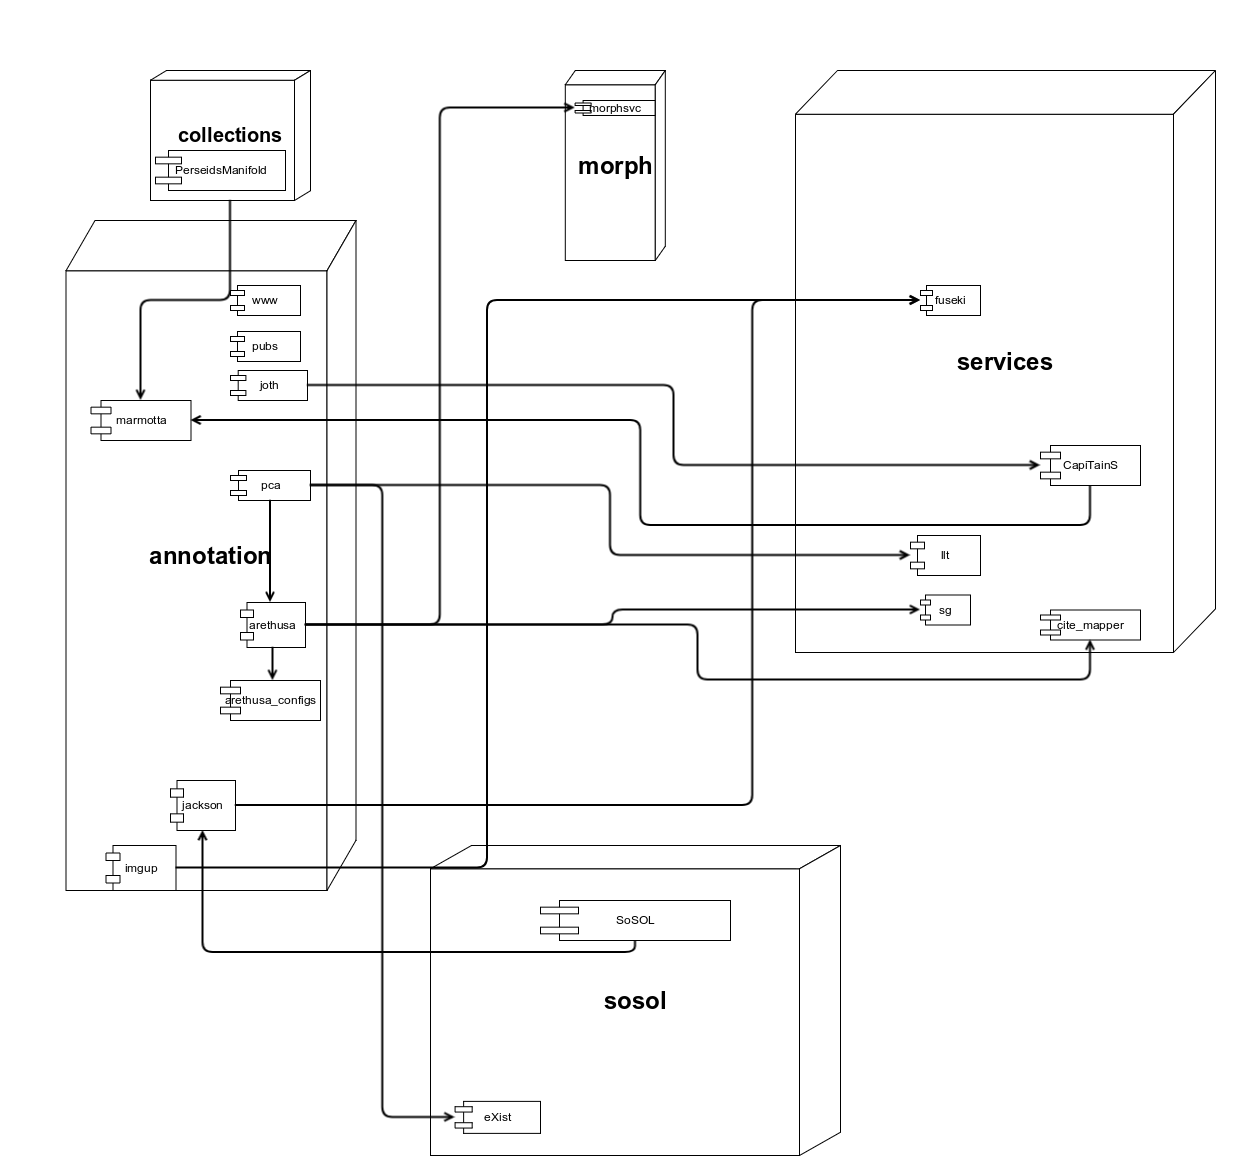 collections
PerseidsManifold
morphsvc
morph
www
fuseki
pubs
services
joth
marmotta
CapiTainS
pca
annotation
llt
arethusa
sg
cite_mapper
arethusa_configs
jackson
imgup
SoSOL
sosol
eXist